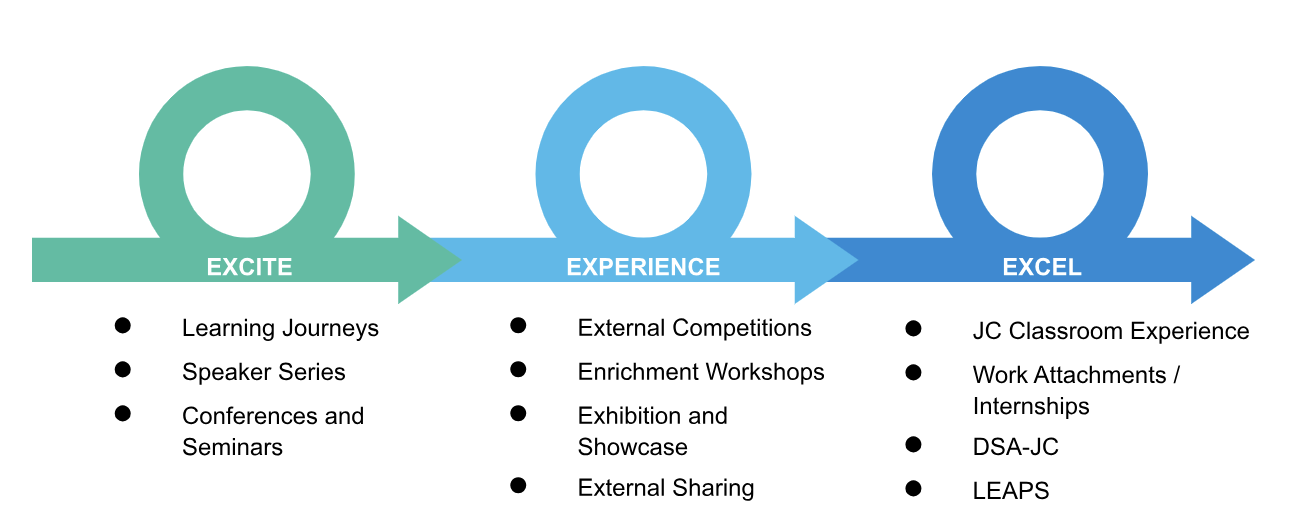 EXCITE
Learning Journeys
Speaker Series
Conferences and
Seminars
EXPERIENCE
External Competitions
Enrichment Workshops
Exhibition and
Showcase
External Sharing
EXCEL
JC Classroom Experience
Work Attachments /
Internships
DSA-JC
LEAPS